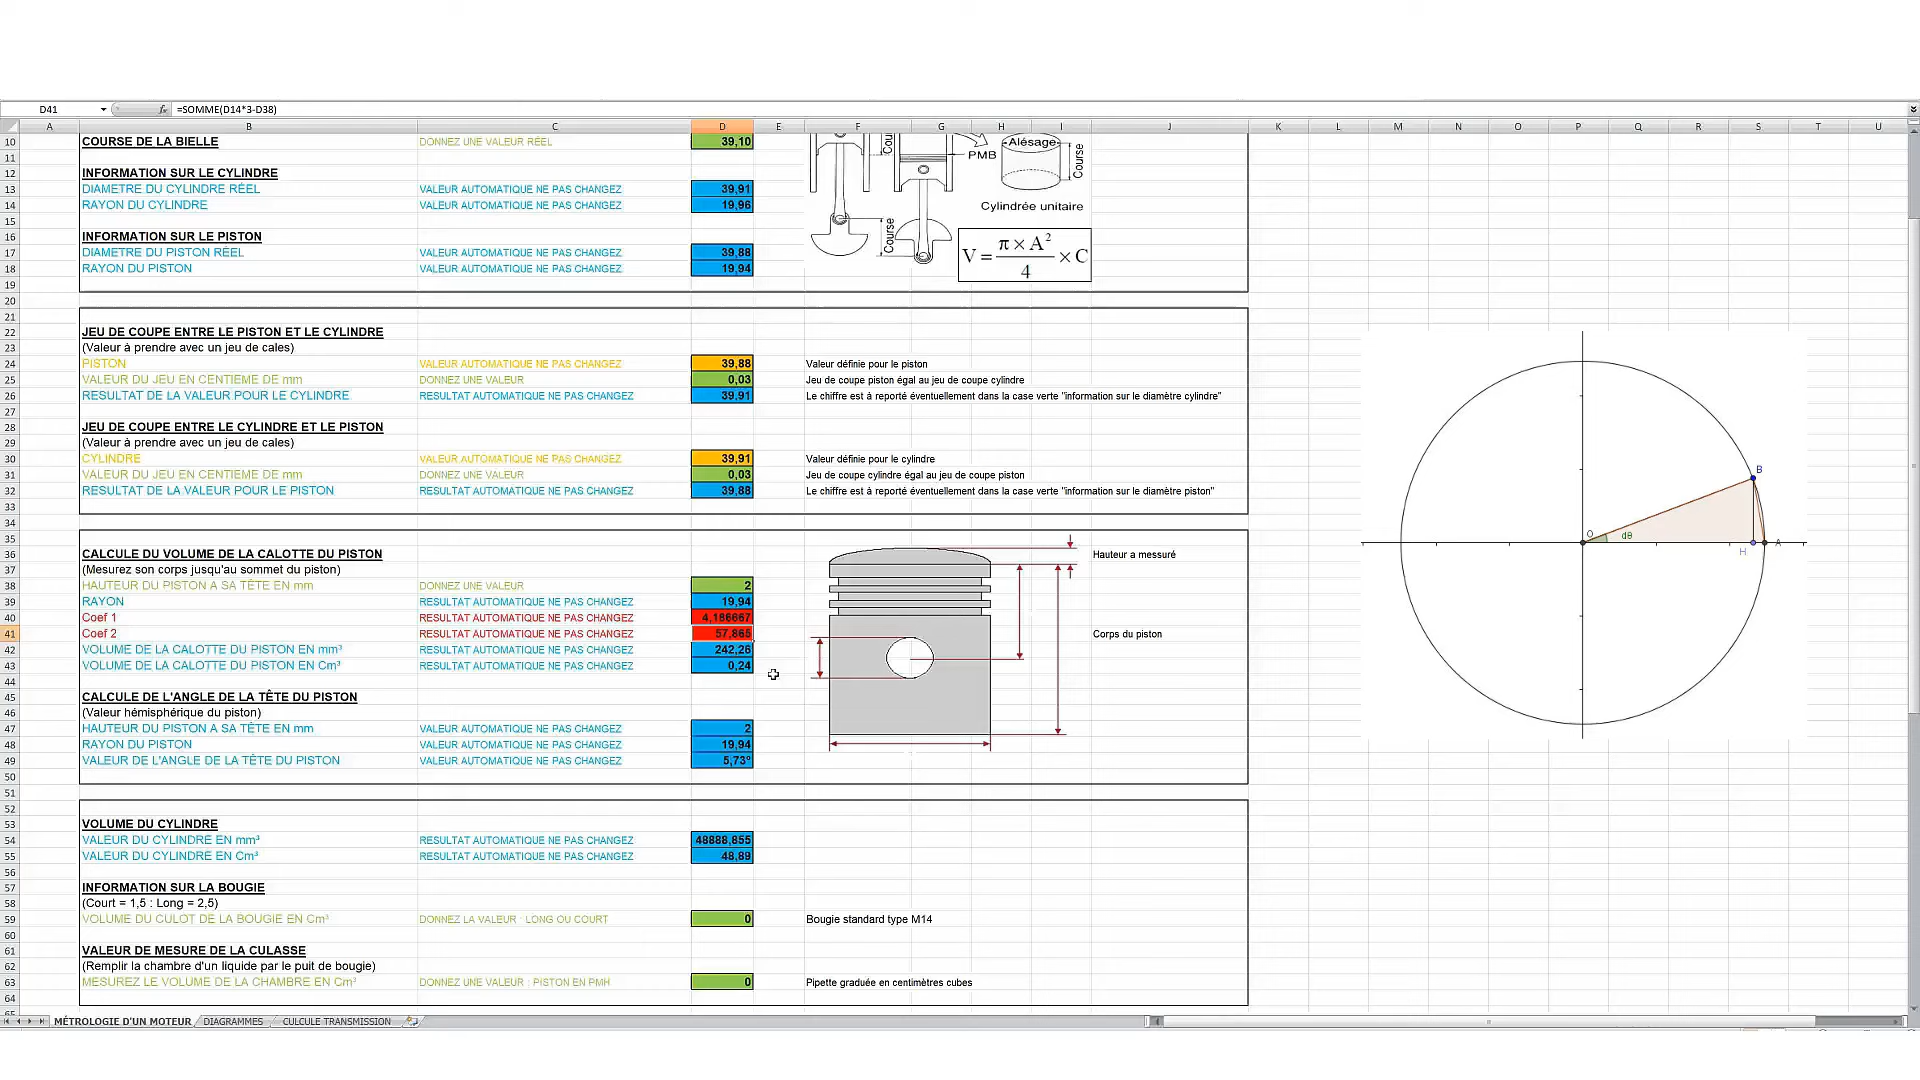 D41 fx =SOMME(D14*3-D38)
A B C D E F G H I J K L M N O P Q R S T U
10 COURSE DE LA BIELLE DONNEZ UNE VALEUR RÉEL 39,10
11
12 INFORMATION SUR LE CYLINDRE
13 DIAMETRE DU CYLINDRE RÉEL VALEUR AUTOMATIQUE NE PAS CHANGEZ 39,91
14 RAYON DU CYLINDRE VALEUR AUTOMATIQUE NE PAS CHANGEZ 19,96
15
16 INFORMATION SUR LE PISTON
17 DIAMETRE DU PISTON RÉEL VALEUR AUTOMATIQUE NE PAS CHANGEZ 39,88
18 RAYON DU PISTON VALEUR AUTOMATIQUE NE PAS CHANGEZ 19,94
19
PMB
Alésage
Course
Course
Cylindrée unitaire
V = π × A² / 4 × C
20
21
22 JEU DE COUPE ENTRE LE PISTON ET LE CYLINDRE
23 (Valeur à prendre avec un jeu de cales)
24 PISTON VALEUR AUTOMATIQUE NE PAS CHANGEZ 39,88 Valeur définie pour le piston
25 VALEUR DU JEU EN CENTIEME DE mm DONNEZ UNE VALEUR 0,03 Jeu de coupe piston égal au jeu de coupe cylindre
26 RESULTAT DE LA VALEUR POUR LE CYLINDRE RESULTAT AUTOMATIQUE NE PAS CHANGEZ 39,91 Le chiffre est à reporté éventuellement dans la case verte "information sur le diamètre cylindre"
27
28 JEU DE COUPE ENTRE LE CYLINDRE ET LE PISTON
29 (Valeur à prendre avec un jeu de cales)
30 CYLINDRE VALEUR AUTOMATIQUE NE PAS CHANGEZ 39,91 Valeur définie pour le cylindre
31 VALEUR DU JEU EN CENTIEME DE mm DONNEZ UNE VALEUR 0,03 Jeu de coupe cylindre égal au jeu de coupe piston
32 RESULTAT DE LA VALEUR POUR LE PISTON RESULTAT AUTOMATIQUE NE PAS CHANGEZ 39,88 Le chiffre est à reporté éventuellement dans la case verte "information sur le diamètre piston"
33
34
35
36 CALCULE DU VOLUME DE LA CALOTTE DU PISTON Hauteur a messuré
37 (Mesurez son corps jusqu'au sommet du piston)
38 HAUTEUR DU PISTON A SA TÊTE EN mm DONNEZ UNE VALEUR 2
39 RAYON RESULTAT AUTOMATIQUE NE PAS CHANGEZ 19,94
40 Coef 1 RESULTAT AUTOMATIQUE NE PAS CHANGEZ 4,186667
41 Coef 2 RESULTAT AUTOMATIQUE NE PAS CHANGEZ 57,865 Corps du piston
42 VOLUME DE LA CALOTTE DU PISTON EN mm³ RESULTAT AUTOMATIQUE NE PAS CHANGEZ 242,26
43 VOLUME DE LA CALOTTE DU PISTON EN Cm³ RESULTAT AUTOMATIQUE NE PAS CHANGEZ 0,24
44
45 CALCULE DE L'ANGLE DE LA TÊTE DU PISTON
46 (Valeur hémisphérique du piston)
47 HAUTEUR DU PISTON A SA TÊTE EN mm VALEUR AUTOMATIQUE NE PAS CHANGEZ 2
48 RAYON DU PISTON VALEUR AUTOMATIQUE NE PAS CHANGEZ 19,94
49 VALEUR DE L'ANGLE DE LA TÊTE DU PISTON VALEUR AUTOMATIQUE NE PAS CHANGEZ 5,73°
50
B
O dθ H A
51
52
53 VOLUME DU CYLINDRE
54 VALEUR DU CYLINDRE EN mm³ RESULTAT AUTOMATIQUE NE PAS CHANGEZ 48888,855
55 VALEUR DU CYLINDRE EN Cm³ RESULTAT AUTOMATIQUE NE PAS CHANGEZ 48,89
56
57 INFORMATION SUR LA BOUGIE
58 (Court = 1,5 : Long = 2,5)
59 VOLUME DU CULOT DE LA BOUGIE EN Cm³ DONNEZ LA VALEUR : LONG OU COURT 0 Bougie standard type M14
60
61 VALEUR DE MESURE DE LA CULASSE
62 (Remplir la chambre d'un liquide par le puit de bougie)
63 MESUREZ LE VOLUME DE LA CHAMBRE EN Cm³ DONNEZ UNE VALEUR : PISTON EN PMH 0 Pipette graduée en centimètres cubes
64
MÉTROLOGIE D'UN MOTEUR DIAGRAMMES CULCULE TRANSMISSION